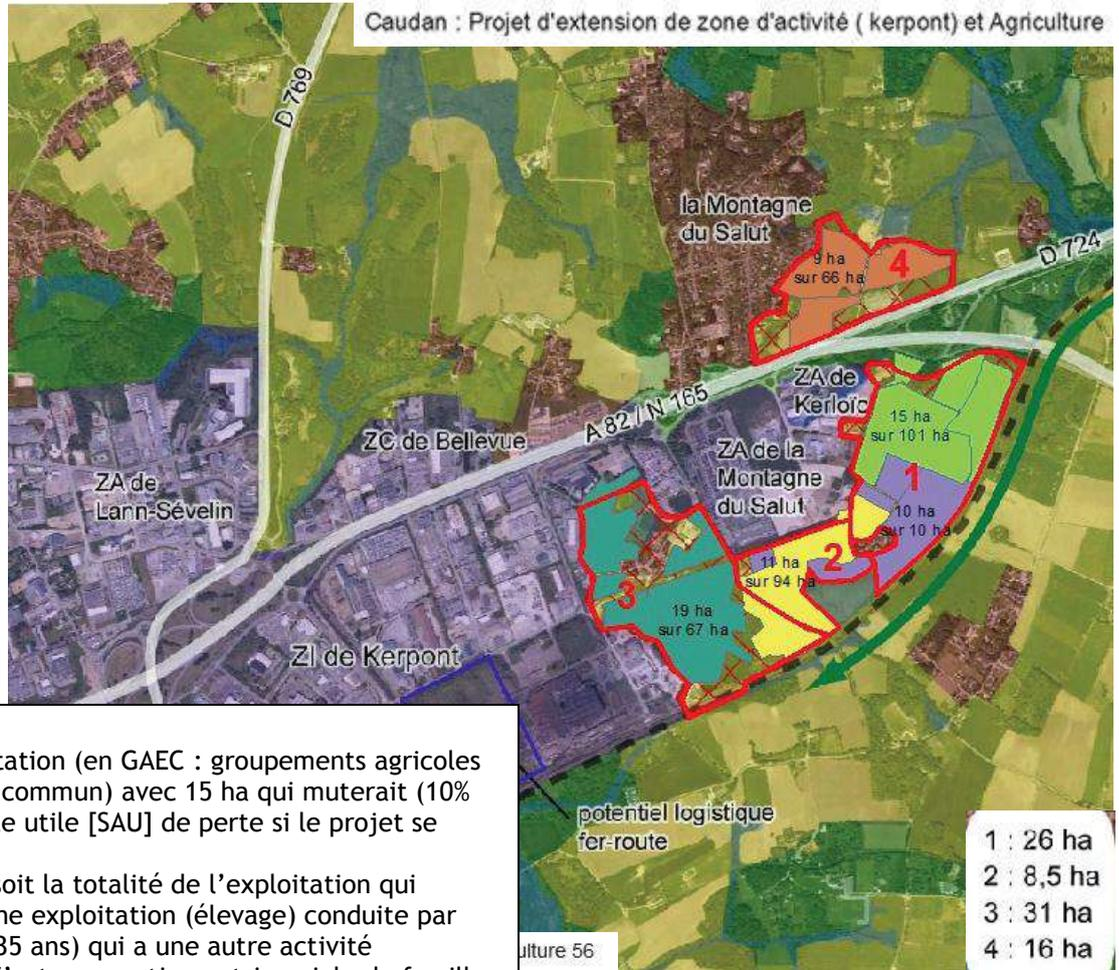 Caudan : Projet d'extension de zone d'activité ( kerpont) et Agriculture
D 769
la Montagne
du Salut
9 ha
sur 66 ha
4
D 724
A 82 / N 165
ZA de
Kerloïc
15 ha
sur 101 ha
1
10 ha
sur 10 ha
ZC de Bellevue
ZA de la
Montagne
du Salut
ZA de
Lann-Sévelin
11 ha
sur 94 ha
2
3
19 ha
sur 67 ha
ZI de Kerpont
potentiel logistique
fer-route
tation (en GAEC : groupements agricoles
commun) avec 15 ha qui muterait (10%
e utile [SAU] de perte si le projet se
soit la totalité de l'exploitation qui
ne exploitation (élevage) conduite par
35 ans) qui a une autre activité
ulture 56
1 : 26 ha
2 : 8,5 ha
3 : 31 ha
4 : 16 ha